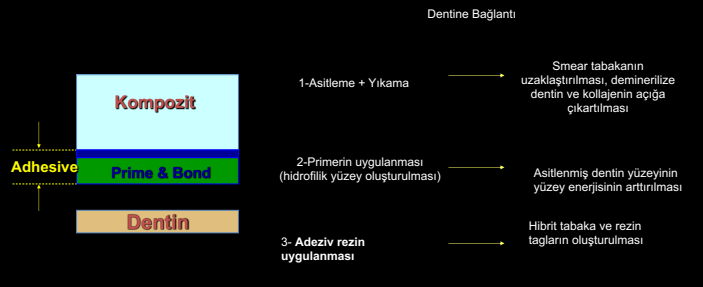 Dentine Bağlantı
Kompozit
Adhesive
Prime & Bond
Dentin
1-Asitleme + Yıkama
Smear tabakanın
uzaklaştırılması, deminerilize
dentin ve kollajenin açığa
çıkartılması
2-Primerin uygulanması
(hidrofilik yüzey oluşturulması)
Asitlenmiş dentin yüzeyinin
yüzey enerjisinin arttırılması
3- Adeziv rezin
uygulanması
Hibrit tabaka ve rezin
tagların oluşturulması